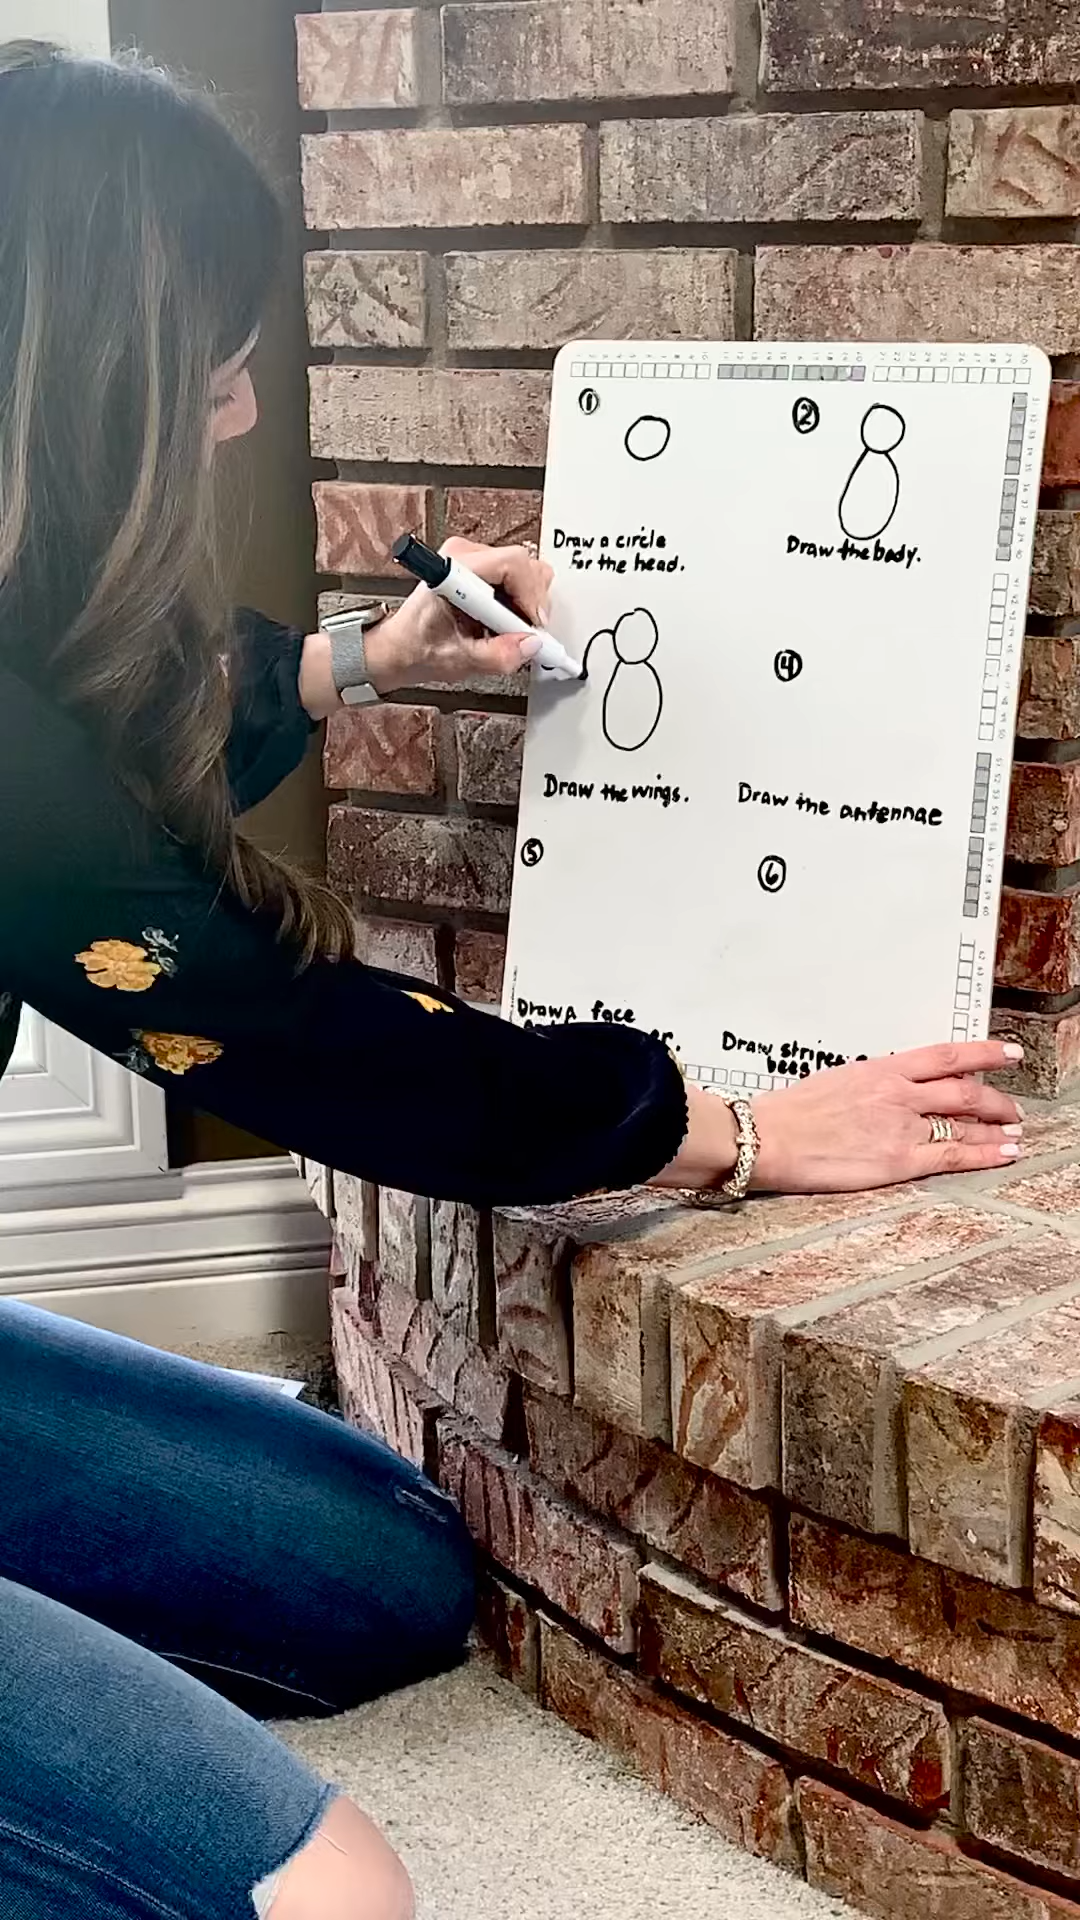 ①
②
Draw a circle
for the head.
Draw the body.
④
Draw the wings.
Draw the antennae
⑤
⑥
Draw a face
Draw stripes
bees